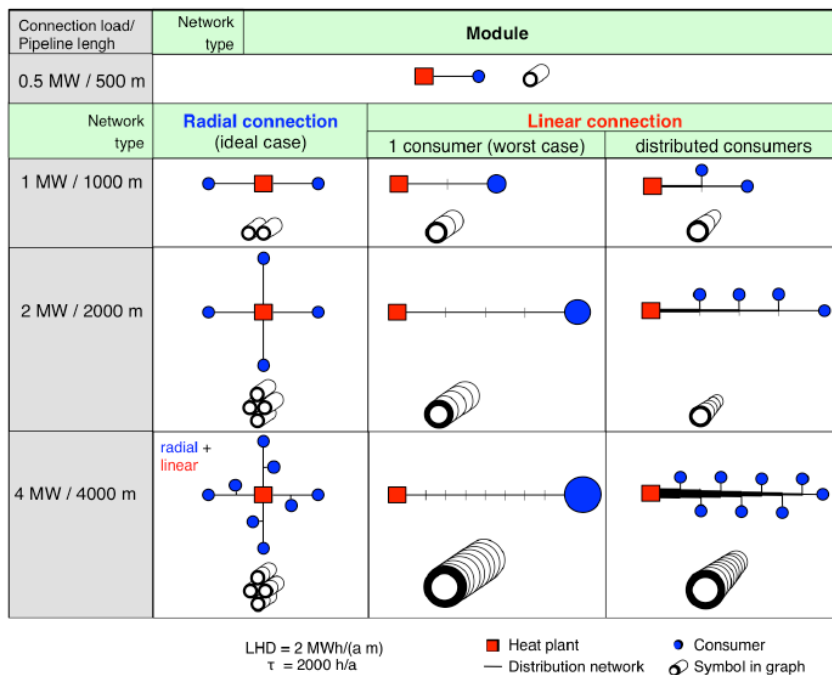 Connection load/
Pipeline lengh
Network
type
Module
0.5 MW / 500 m
Network
type
Radial connection
(ideal case)
Linear connection
1 consumer (worst case)
distributed consumers
1 MW / 1000 m
2 MW / 2000 m
4 MW / 4000 m
radial +
linear
LHD = 2 MWh/(a m)
τ = 2000 h/a
Heat plant
Consumer
Distribution network
Symbol in graph